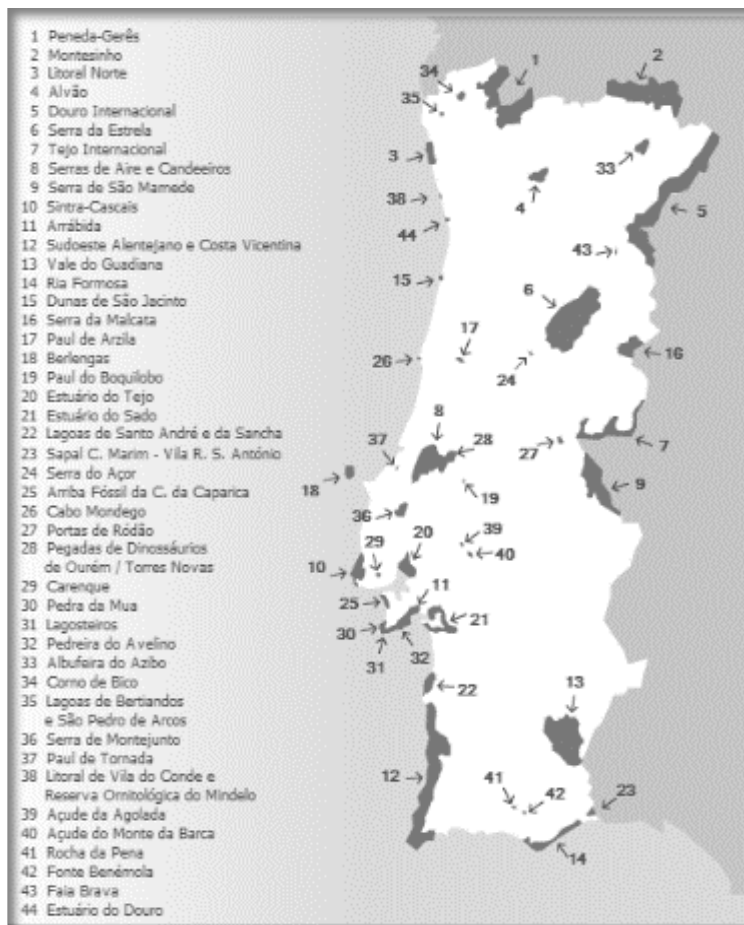 1 Peneda-Gerês
2 Montesinho
3 Litoral Norte
4 Alvão
5 Douro Internacional
6 Serra da Estrela
7 Tejo Internacional
8 Serras de Aire e Candeeiros
9 Serra de São Mamede
10 Sintra-Cascais
11 Arrábida
12 Sudoeste Alentejano e Costa Vicentina
13 Vale do Guadiana
14 Ria Formosa
15 Dunas de São Jacinto
16 Serra da Malcata
17 Paul de Arzila
18 Berlengas
19 Paul do Boquilobo
20 Estuário do Tejo
21 Estuário do Sado
22 Lagoas de Santo André e da Sancha
23 Sapal C. Marim - Vila R. S. António
24 Serra do Açor
25 Arriba Fóssil da C. da Caparica
26 Cabo Mondego
27 Portas de Ródão
28 Pegadas de Dinossáurios
de Ourém / Torres Novas
29 Carenque
30 Pedra da Mua
31 Lagosteiros
32 Pedreira do Avelino
33 Albufeira do Azibo
34 Corno de Bico
35 Lagoas de Bertiandos
e São Pedro de Arcos
36 Serra de Montejunto
37 Paul de Tornada
38 Litoral de Vila do Conde e
Reserva Ornitológica do Mindelo
39 Açude da Agolada
40 Açude do Monte da Barca
41 Rocha da Pena
42 Fonte Benémola
43 Faia Brava
44 Estuário do Douro
1
2
34
35
3
33
4
38
5
44
43
15
6
17
16
26
24
8
37
28
27
7
18
19
9
36
39
29
20
40
10
11
25
21
30
31
32
22
13
12
41
42
23
14